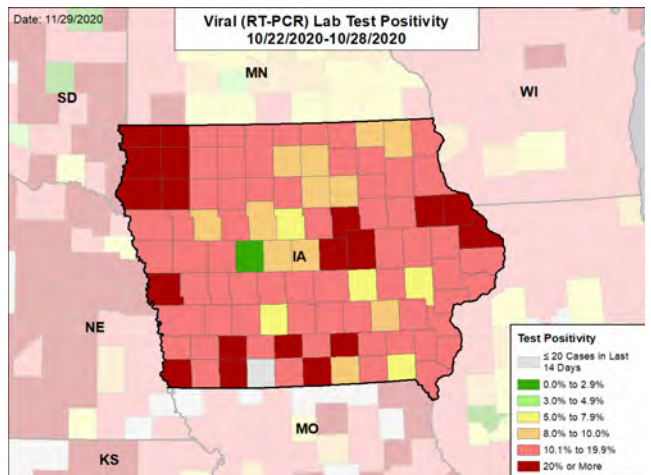 Date: 11/29/2020
Viral (RT-PCR) Lab Test Positivity
10/22/2020-10/28/2020
MN
SD
WI
IA
NE
MO
KS
Test Positivity
≤ 20 Cases in Last
14 Days
0.0% to 2.9%
3.0% to 4.9%
5.0% to 7.9%
8.0% to 10.0%
10.1% to 19.9%
20% or More